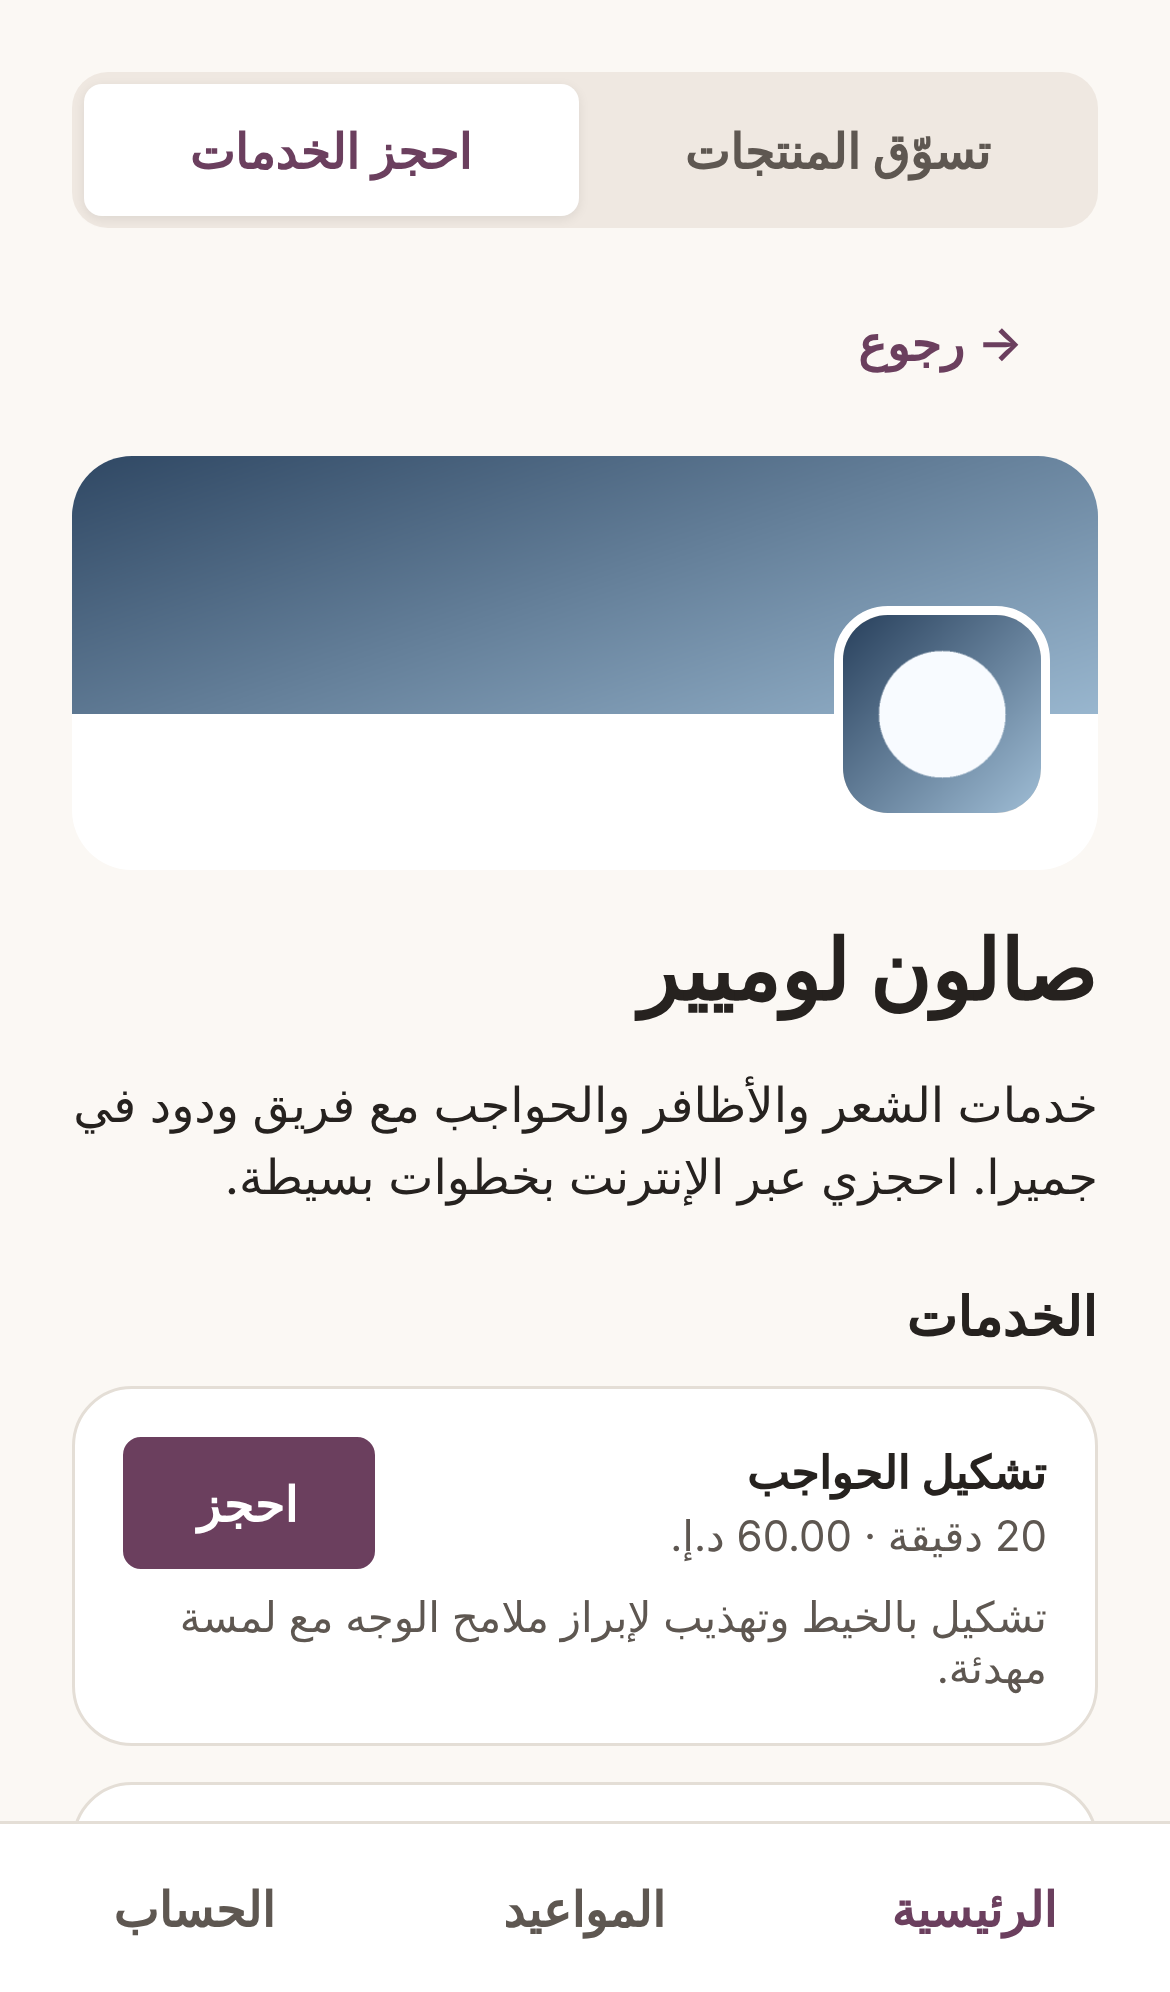 تسوّق المنتجات
احجز الخدمات
→ رجوع
صالون لوميير
خدمات الشعر والأظافر والحواجب مع فريق ودود في
جميرا. احجزي عبر الإنترنت بخطوات بسيطة.
الخدمات
تشكيل الحواجب
20 دقيقة · 60.00 د.إ.
احجز
تشكيل بالخيط وتهذيب لإبراز ملامح الوجه مع لمسة
مهدئة.
الرئيسية
المواعيد
الحساب